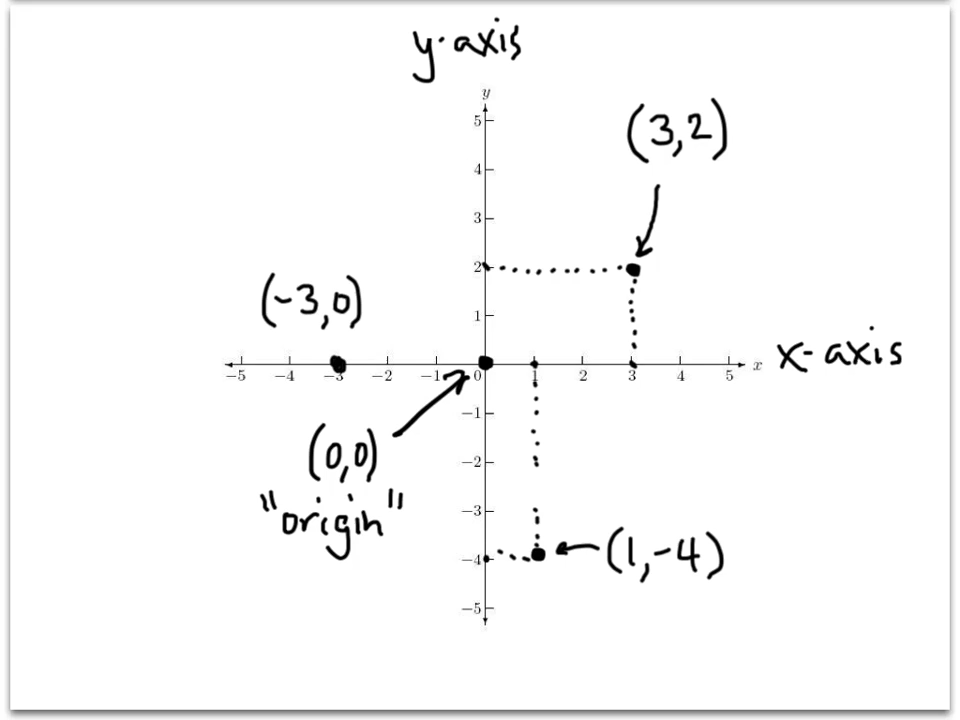 y-axis
y
5
4
3
2
1
(3,2)
(-3,0)
−5 −4 −3 −2 −1 0 1 2 3 4 5 x
x-axis
(0,0)
"origin"
−1
−2
−3
−4
−5
(1,-4)